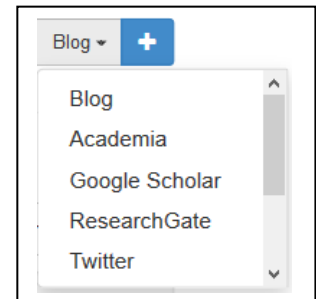 Blog +
Blog
Academia
Google Scholar
ResearchGate
Twitter